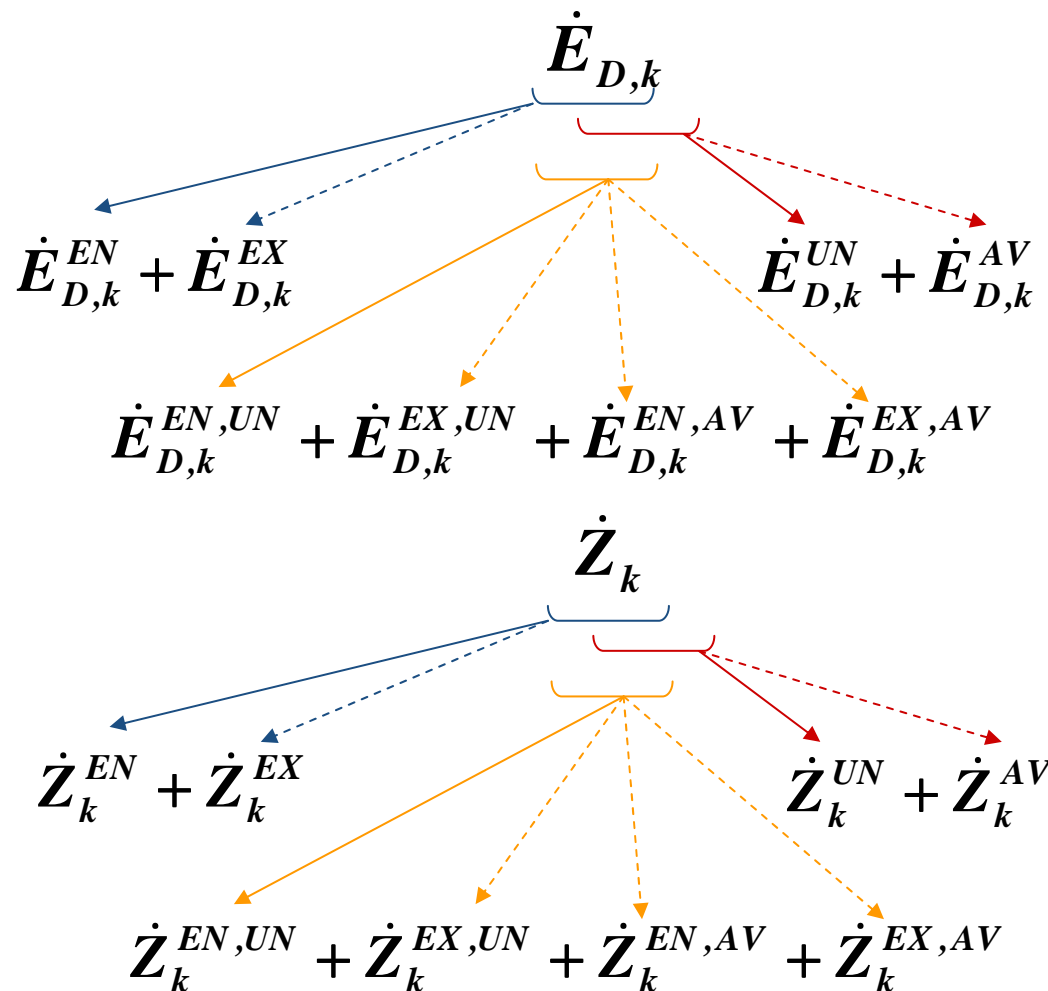 Ė_{D,k}
Ė_{D,k}^{EN} + Ė_{D,k}^{EX}
Ė_{D,k}^{UN} + Ė_{D,k}^{AV}
Ė_{D,k}^{EN,UN} + Ė_{D,k}^{EX,UN} + Ė_{D,k}^{EN,AV} + Ė_{D,k}^{EX,AV}
Ż_{k}
Ż_{k}^{EN} + Ż_{k}^{EX}
Ż_{k}^{UN} + Ż_{k}^{AV}
Ż_{k}^{EN,UN} + Ż_{k}^{EX,UN} + Ż_{k}^{EN,AV} + Ż_{k}^{EX,AV}